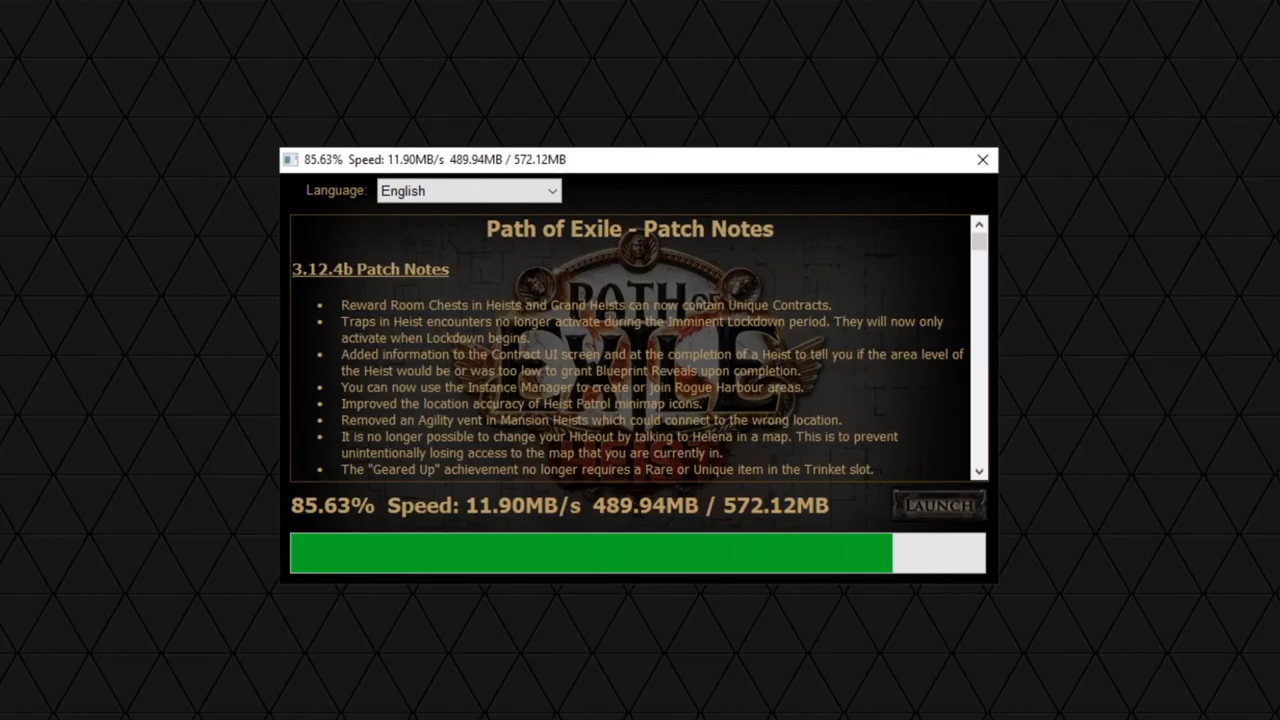 85.63% Speed: 11.90MB/s 489.94MB / 572.12MB
Language: English
Path of Exile - Patch Notes
3.12.4b Patch Notes
• Reward Room Chests in Heists and Grand Heists can now contain Unique Contracts.
• Traps in Heist encounters no longer activate during the Imminent Lockdown period. They will now only
activate when Lockdown begins.
• Added information to the Contract UI screen and at the completion of a Heist to tell you if the area level of
the Heist would be or was too low to grant Blueprint Reveals upon completion.
• You can now use the Instance Manager to create or join Rogue Harbour areas.
• Improved the location accuracy of Heist Patrol minimap icons.
• Removed an Agility vent in Mansion Heists which could connect to the wrong location.
• It is no longer possible to change your Hideout by talking to Helena in a map. This is to prevent
unintentionally losing access to the map that you are currently in.
• The "Geared Up" achievement no longer requires a Rare or Unique item in the Trinket slot.
PATH OF
EXILE
HEIST
85.63% Speed: 11.90MB/s 489.94MB / 572.12MB
LAUNCH